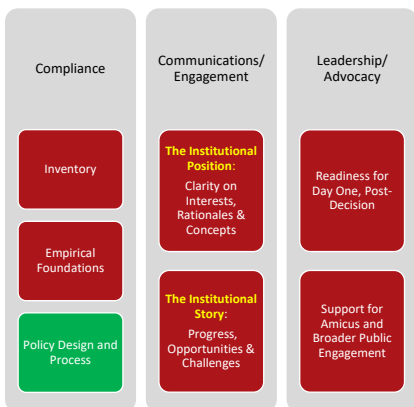 Compliance
Inventory
Empirical
Foundations
Policy Design and
Process
Communications/
Engagement
The Institutional
Position:
Clarity on
Interests,
Rationales &
Concepts
The Institutional
Story:
Progress,
Opportunities &
Challenges
Leadership/
Advocacy
Readiness for
Day One, Post-
Decision
Support for
Amicus and
Broader Public
Engagement